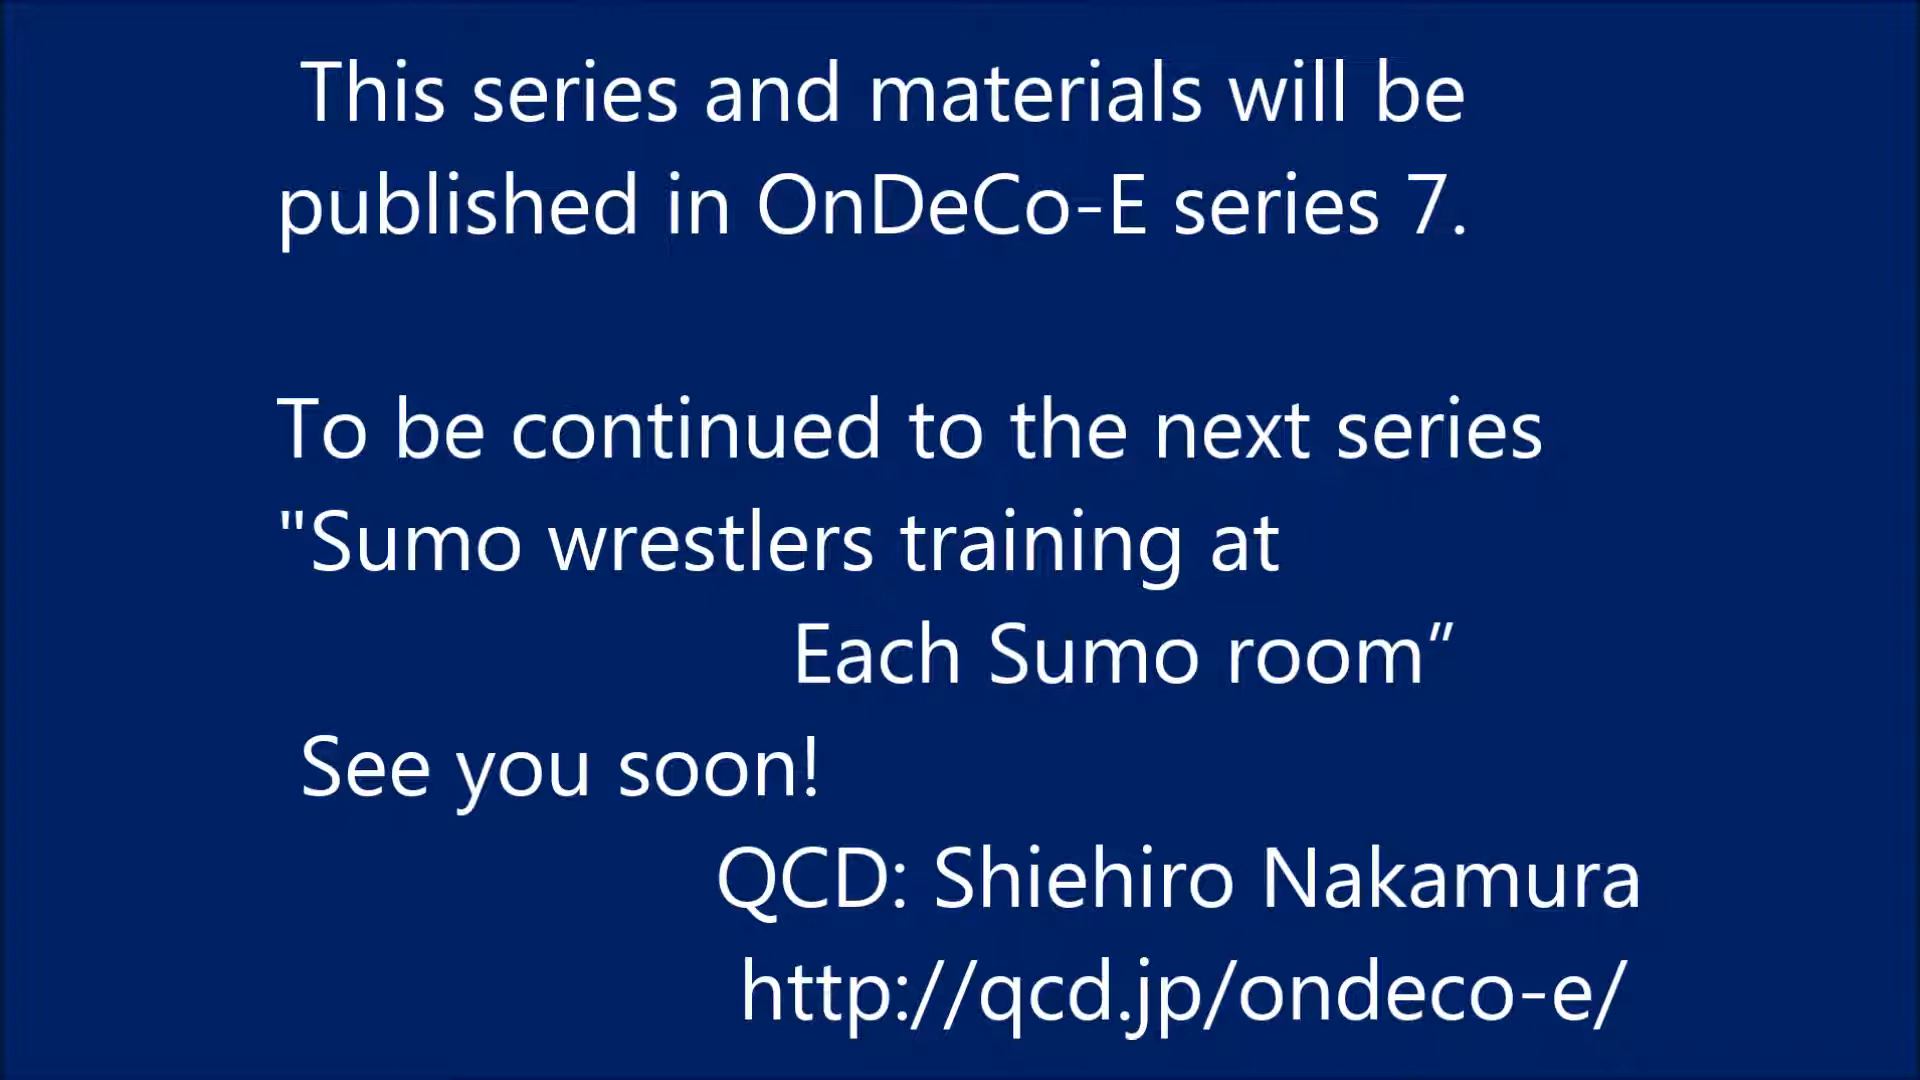 This series and materials will be
published in OnDeCo-E series 7.
To be continued to the next series
"Sumo wrestlers training at
Each Sumo room”
See you soon!
QCD: Shiehiro Nakamura
http://qcd.jp/ondeco-e/